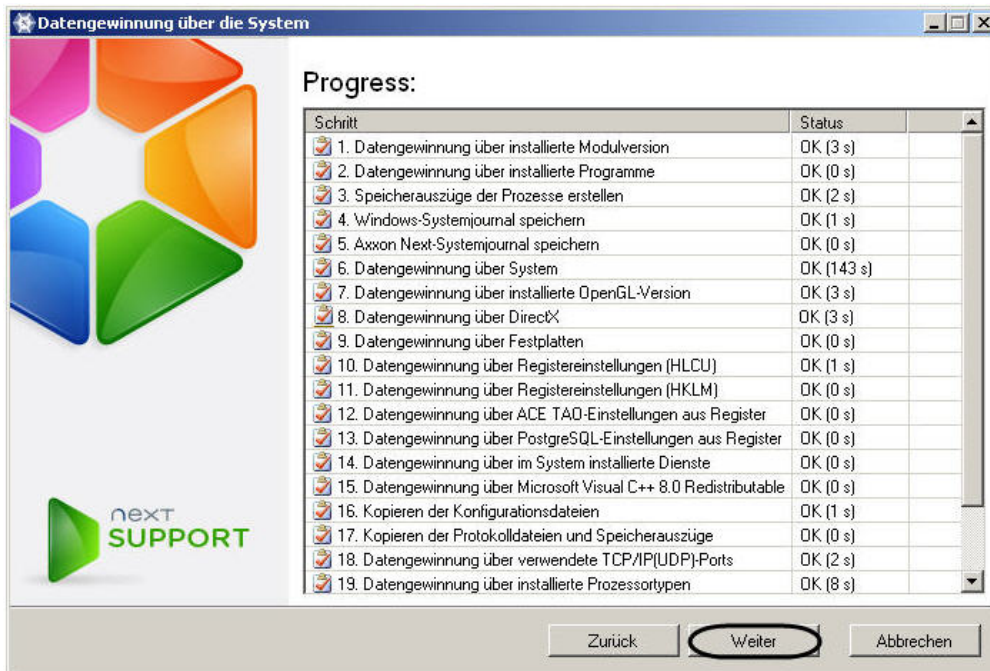 Datengewinnung über die System
Progress:
Schritt Status
1. Datengewinnung über installierte Modulversion OK (3 s)
2. Datengewinnung über installierte Programme OK (0 s)
3. Speicherauszüge der Prozesse erstellen OK (2 s)
4. Windows-Systemjournal speichern OK (1 s)
5. Axxon Next-Systemjournal speichern OK (0 s)
6. Datengewinnung über System OK (143 s)
7. Datengewinnung über installierte OpenGL-Version OK (3 s)
8. Datengewinnung über DirectX OK (3 s)
9. Datengewinnung über Festplatten OK (0 s)
10. Datengewinnung über Registereinstellungen (HLCU) OK (1 s)
11. Datengewinnung über Registereinstellungen (HKLM) OK (0 s)
12. Datengewinnung über ACE TAO-Einstellungen aus Register OK (0 s)
13. Datengewinnung über PostgreSQL-Einstellungen aus Register OK (0 s)
14. Datengewinnung über im System installierte Dienste OK (0 s)
15. Datengewinnung über Microsoft Visual C++ 8.0 Redistributable OK (0 s)
16. Kopieren der Konfigurationsdateien OK (1 s)
17. Kopieren der Protokolldateien und Speicherauszüge OK (0 s)
18. Datengewinnung über verwendete TCP/IP(UDP)-Ports OK (2 s)
19. Datengewinnung über installierte Prozessortypen OK (8 s)
next
SUPPORT
Zurück Weiter Abbrechen